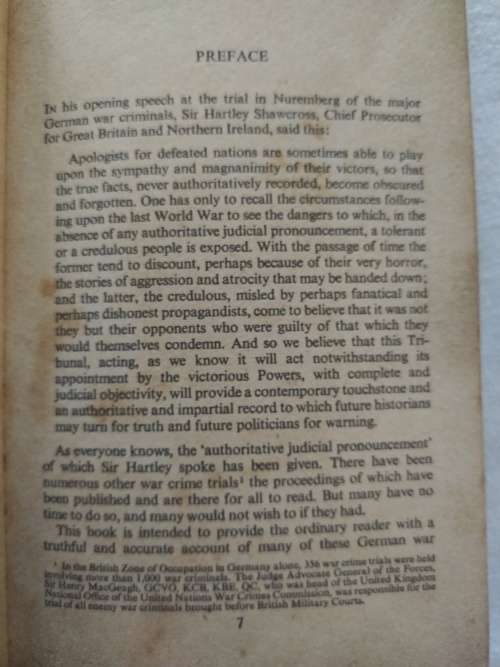 PREFACE
IN his opening speech at the trial in Nuremberg of the major
German war criminals, Sir Hartley Shawcross, Chief Prosecutor
for Great Britain and Northern Ireland, said this:
Apologists for defeated nations are sometimes able to play
upon the sympathy and magnanimity of their victors, so that
the true facts, never authoritatively recorded, become obscured
and forgotten. One has only to recall the circumstances follow-
ing upon the last World War to see the dangers to which, in the
absence of any authoritative judicial pronouncement, a tolerant
or a credulous people is exposed. With the passage of time the
former tend to discount, perhaps because of their very horror,
the stories of aggression and atrocity that may be handed down;
and the latter, the credulous, misled by perhaps fanatical and
perhaps dishonest propagandists, come to believe that it was not
they but their opponents who were guilty of that which they
would themselves condemn. And so we believe that this Tri-
bunal, acting, as we know it will act notwithstanding its
appointment by the victorious Powers, with complete and
judicial objectivity, will provide a contemporary touchstone and
an authoritative and impartial record to which future historians
may turn for truth and future politicians for warning.
As everyone knows, the ‘authoritative judicial pronouncement’
of which Sir Hartley spoke has been given. There have been
numerous other war crime trials¹ the proceedings of which have
been published and are there for all to read. But many have no
time to do so, and many would not wish to if they had.
This book is intended to provide the ordinary reader with a
truthful and accurate account of many of these German war
¹ In the British Zone of Occupation in Germany alone, 356 war crime trials were held
involving more than 1,000 war criminals. The Judge Advocate General of the Forces,
Sir Henry MacGeagh, GCVO, KCB, KBE, QC, who was head of the United Kingdom
National Office of the United Nations War Crimes Commission, was responsible for the
trial of all enemy war criminals brought before British Military Courts.
7